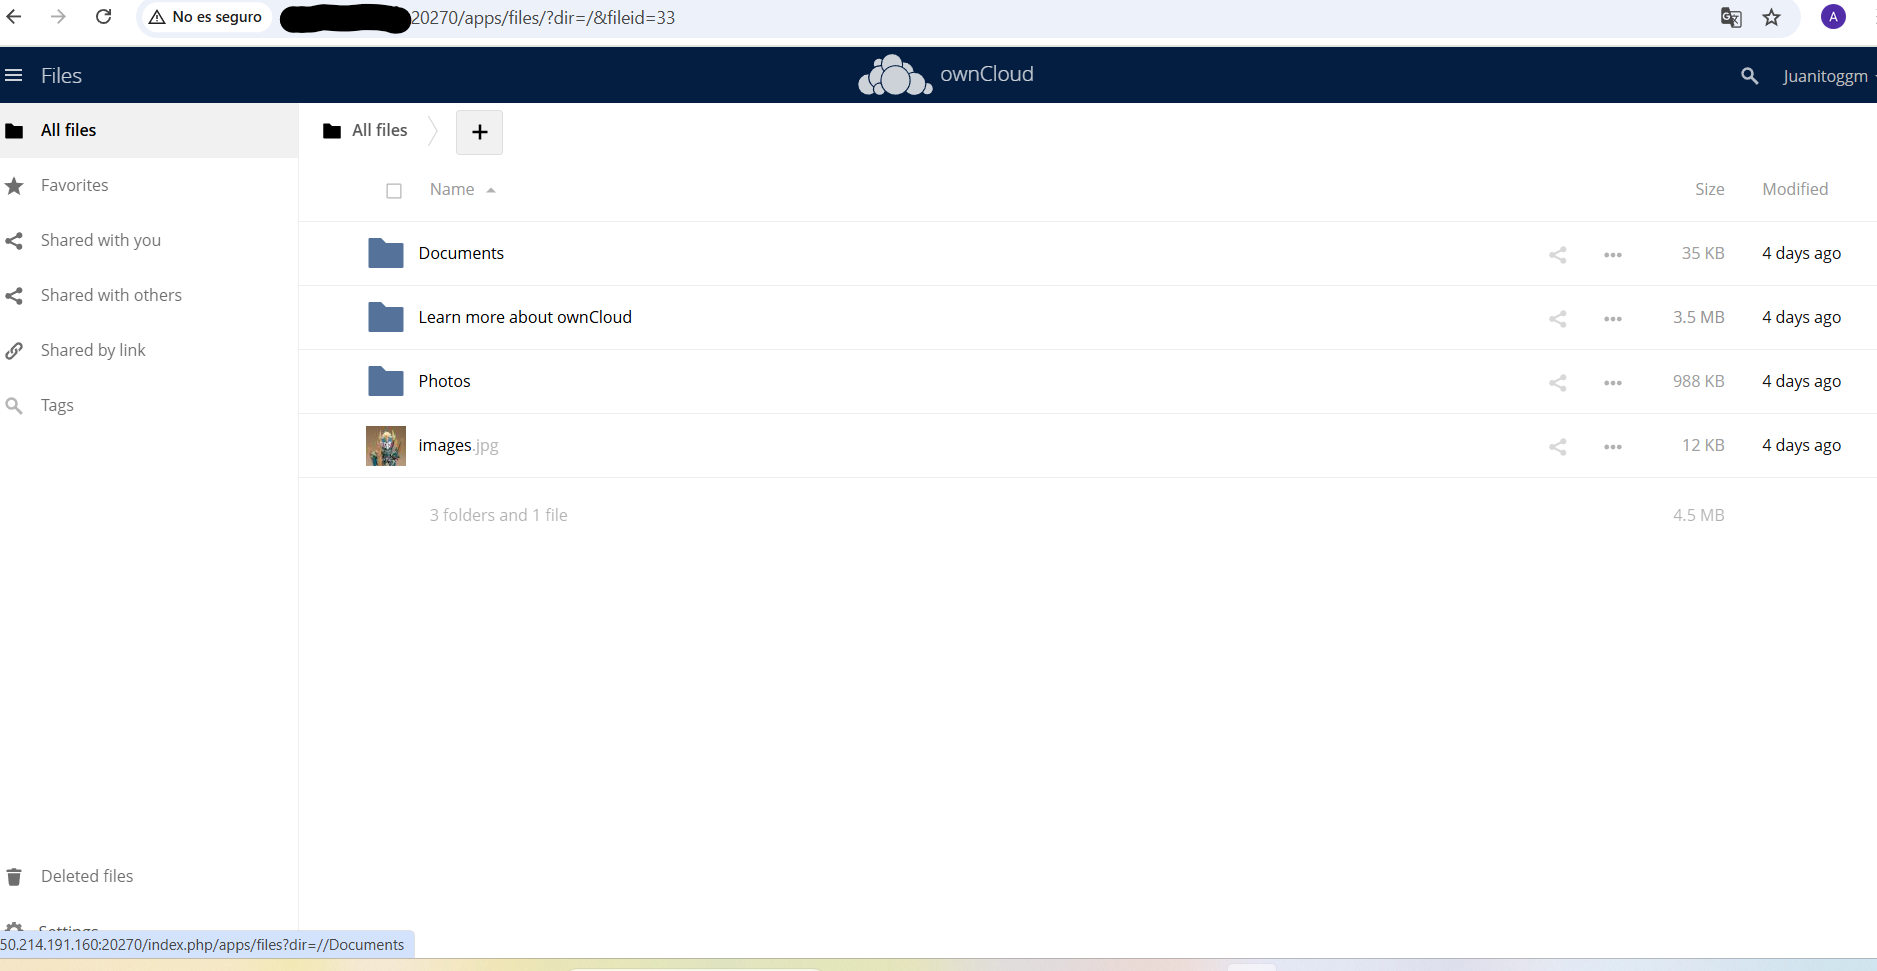 No es seguro 20270/apps/files/?dir=/&fileid=33 A
Files ownCloud Juanitoggm
All files
Favorites
Shared with you
Shared with others
Shared by link
Tags
Deleted files
Settings
All files +
Name Size Modified
Documents 35 KB 4 days ago
Learn more about ownCloud 3.5 MB 4 days ago
Photos 988 KB 4 days ago
images.jpg 12 KB 4 days ago
3 folders and 1 file 4.5 MB
50.214.191.160:20270/index.php/apps/files?dir=//Documents